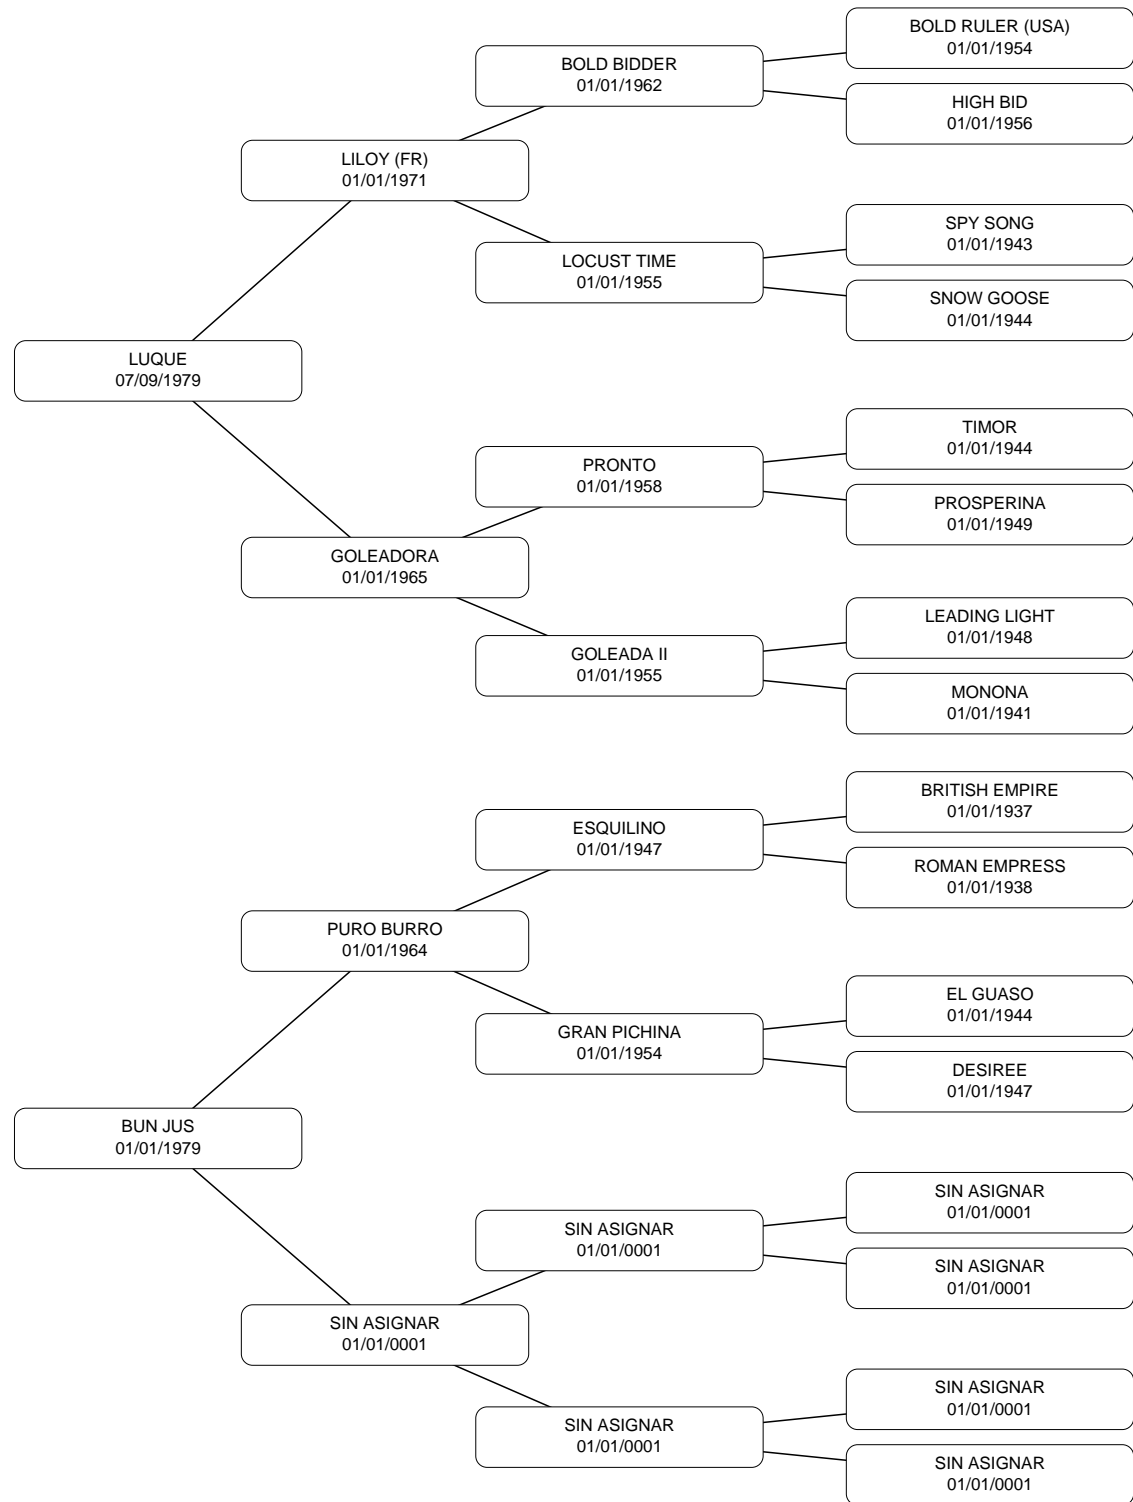 BOLD RULER (USA)
01/01/1954
BOLD BIDDER
01/01/1962
HIGH BID
01/01/1956
LILOY (FR)
01/01/1971
SPY SONG
01/01/1943
LOCUST TIME
01/01/1955
SNOW GOOSE
01/01/1944
LUQUE
07/09/1979
TIMOR
01/01/1944
PRONTO
01/01/1958
PROSPERINA
01/01/1949
GOLEADORA
01/01/1965
LEADING LIGHT
01/01/1948
GOLEADA II
01/01/1955
MONONA
01/01/1941
BRITISH EMPIRE
01/01/1937
ESQUILINO
01/01/1947
ROMAN EMPRESS
01/01/1938
PURO BURRO
01/01/1964
EL GUASO
01/01/1944
GRAN PICHINA
01/01/1954
DESIREE
01/01/1947
BUN JUS
01/01/1979
SIN ASIGNAR
01/01/0001
SIN ASIGNAR
01/01/0001
SIN ASIGNAR
01/01/0001
SIN ASIGNAR
01/01/0001
SIN ASIGNAR
01/01/0001
SIN ASIGNAR
01/01/0001
SIN ASIGNAR
01/01/0001